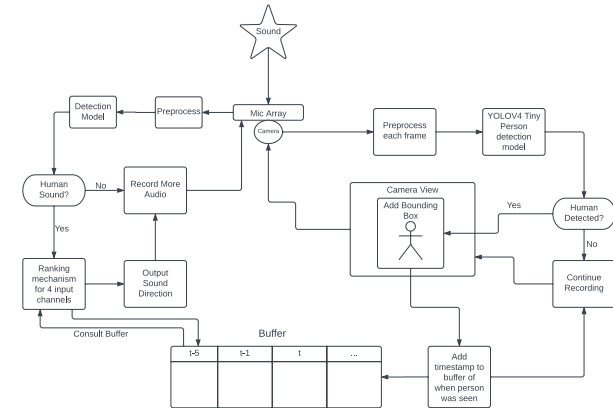 Sound
Detection
Model
Preprocess
Mic Array
Camera
Preprocess
each frame
YOLOV4 Tiny
Person
detection
model
Human
Sound?
No
Record More
Audio
Camera View
Add Bounding
Box
Yes
Human
Detected?
Yes
No
Ranking
mechanism
for 4 input
channels
Output
Sound
Direction
Continue
Recording
Consult Buffer
Buffer
t-5
t-1
t
...
Add
timestamp to
buffer of
when person
was seen